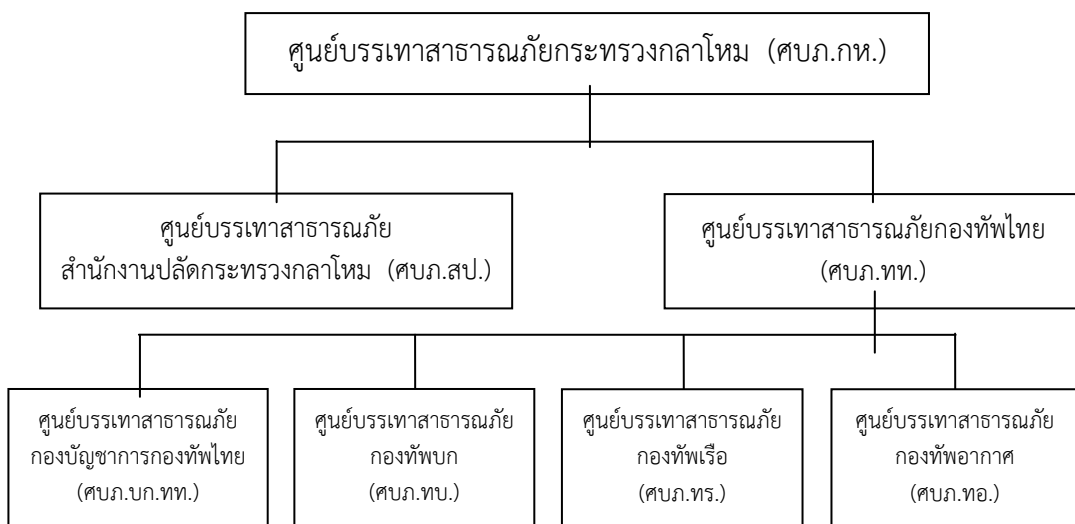 ศูนย์บรรเทาสาธารณภัยกระทรวงกลาโหม (ศบภ.กห.)
ศูนย์บรรเทาสาธารณภัย
สำนักงานปลัดกระทรวงกลาโหม (ศบภ.สป.)
ศูนย์บรรเทาสาธารณภัยกองทัพไทย
(ศบภ.ทท.)
ศูนย์บรรเทาสาธารณภัย
กองบัญชาการกองทัพไทย
(ศบภ.บก.ทท.)
ศูนย์บรรเทาสาธารณภัย
กองทัพบก
(ศบภ.ทบ.)
ศูนย์บรรเทาสาธารณภัย
กองทัพเรือ
(ศบภ.ทร.)
ศูนย์บรรเทาสาธารณภัย
กองทัพอากาศ
(ศบภ.ทอ.)